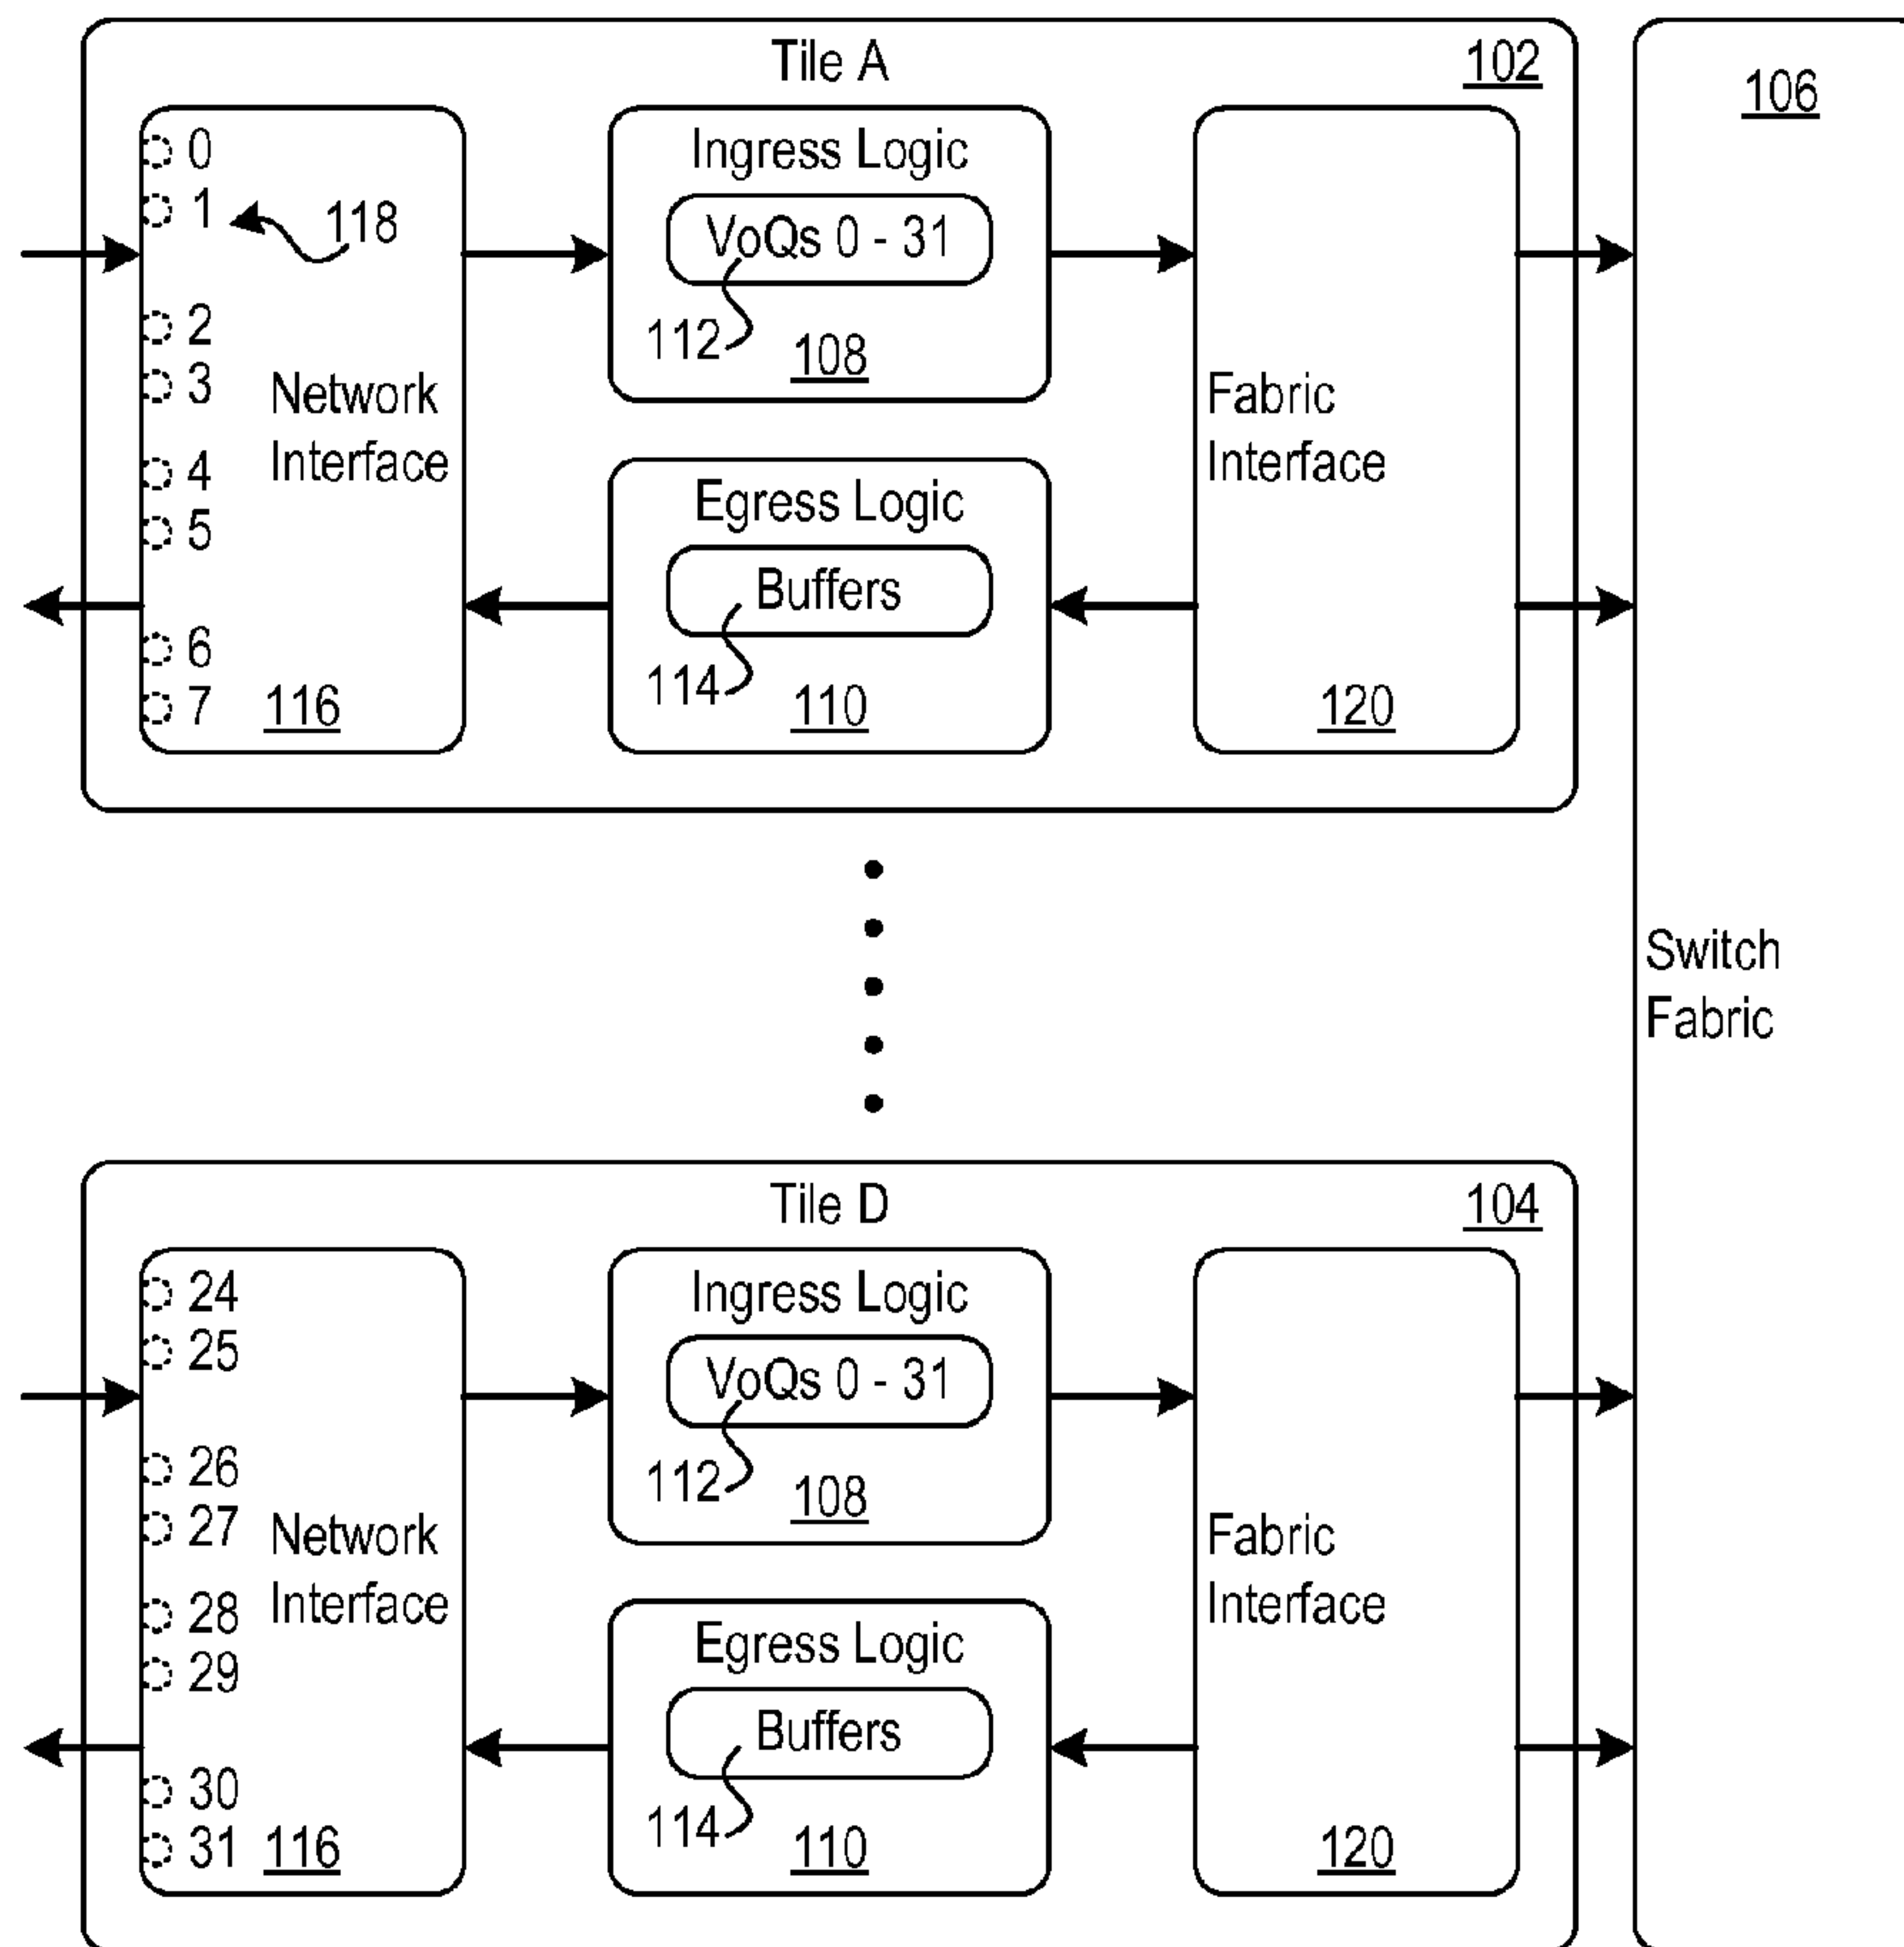 Tile A
102
106
0
1
118
2
3
4
5
6
7
Network
Interface
116
Ingress Logic
VoQs 0 - 31
112
108
Egress Logic
Buffers
114
110
Fabric
Interface
120
Switch
Fabric
Tile D
104
24
25
26
27
28
29
30
31
Network
Interface
116
Ingress Logic
VoQs 0 - 31
112
108
Egress Logic
Buffers
114
110
Fabric
Interface
120